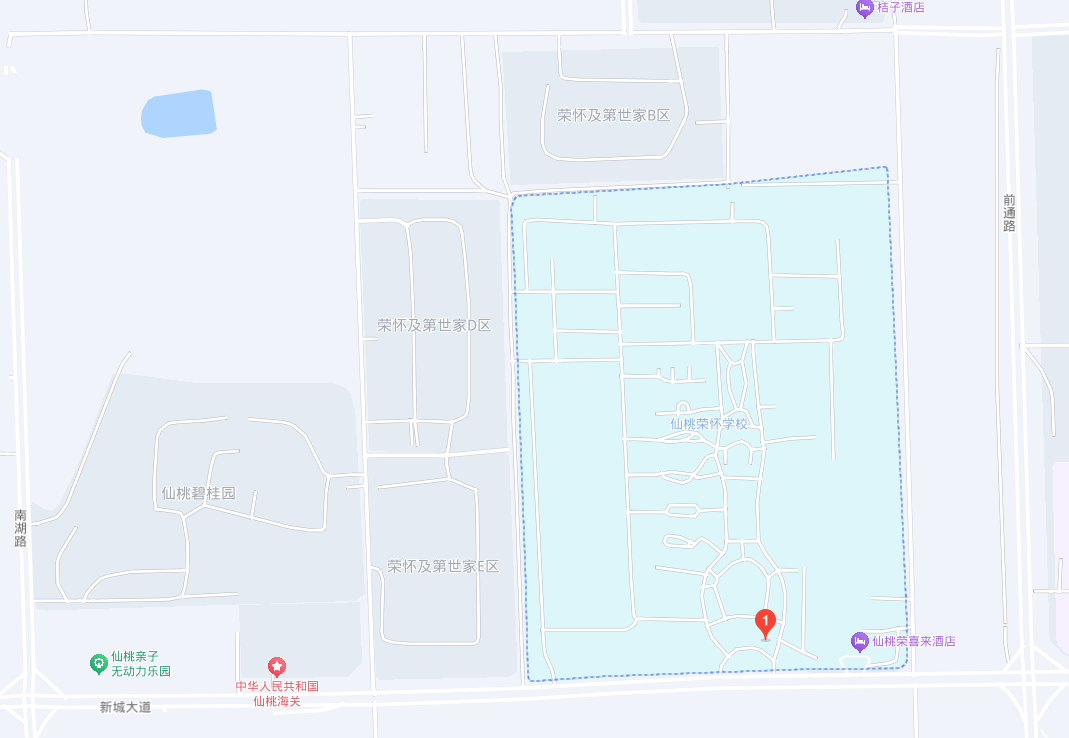 桔子酒店
荣怀及第世家B区
前通路
荣怀及第世家D区
仙桃荣怀学校
仙桃碧桂园
南湖路
荣怀及第世家E区
1
仙桃荣喜来酒店
仙桃亲子
无动力乐园
中华人民共和国
仙桃海关
新城大道